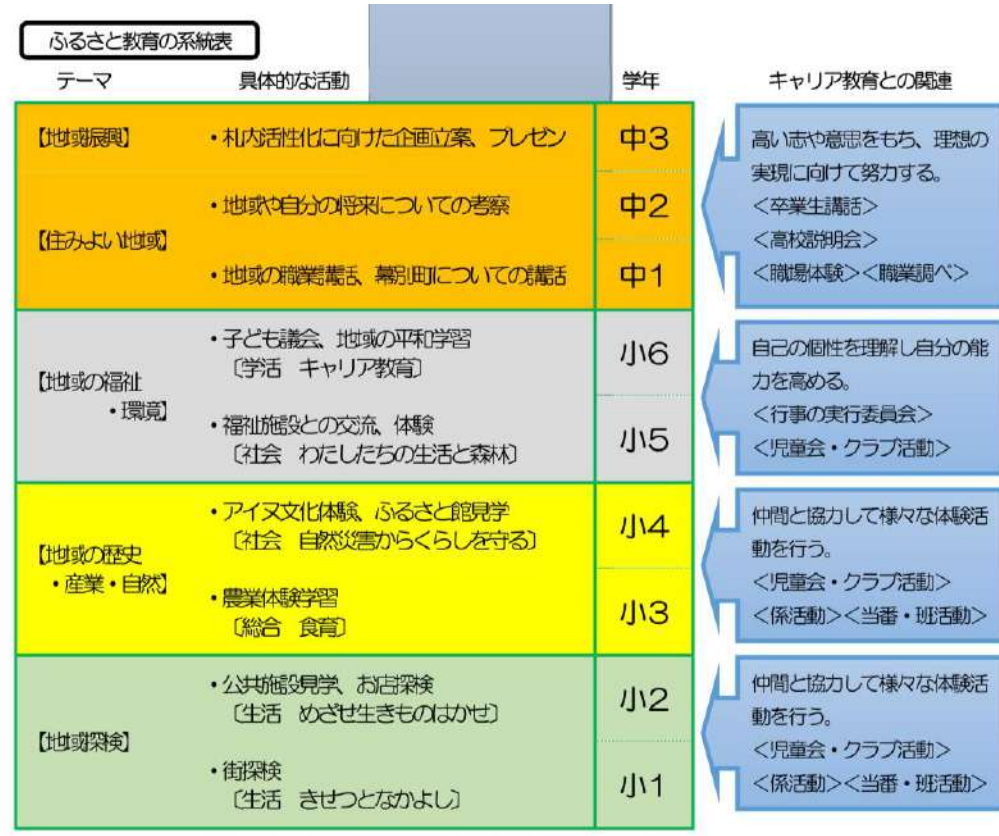 ふるさと教育の系統表
テーマ 具体的な活動 学年 キャリア教育との関連
【地域振興】 ・札内活性化に向けた企画立案、プレゼン 中3
・地域や自分の将来についての考察 中2
【住みよい地域】
・地域の職業講話、幕別町についての講話 中1
高い志や意思をもち、理想の
実現に向けて努力する。
<卒業生講話>
<高校説明会>
<職場体験><職業調べ>
・子ども議会、地域の平和学習 小6
〔学活 キャリア教育〕
【地域の福祉
・環境】
・福祉施設との交流、体験 小5
〔社会 わたしたちの生活と森林〕
自己の個性を理解し自分の能
力を高める。
<行事の実行委員会>
<児童会・クラブ活動>
・アイヌ文化体験、ふるさと館見学 小4
〔社会 自然災害からくらしを守る〕
【地域の歴史
・産業・自然】
・農業体験学習 小3
〔総合 食育〕
仲間と協力して様々な体験活
動を行う。
<児童会・クラブ活動>
<係活動><当番・班活動>
・公共施設見学、お店探検 小2
〔生活 めざせ生きものはかせ〕
【地域探検】
・街探検 小1
〔生活 きせつとなかよし〕
仲間と協力して様々な体験活
動を行う。
<児童会・クラブ活動>
<係活動><当番・班活動>